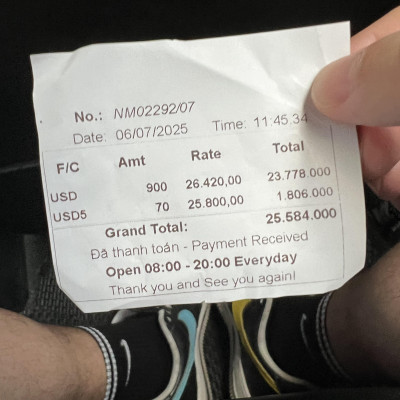 No.: NM02292/07
Date: 06/07/2025 Time: 11:45.34
F/C Amt Rate Total
USD 900 26.420,00 23.778.000
USD5 70 25.800,00 1.806.000
Grand Total: 25.584.000
Đã thanh toán - Payment Received
Open 08:00 - 20:00 Everyday
Thank you and See you again!